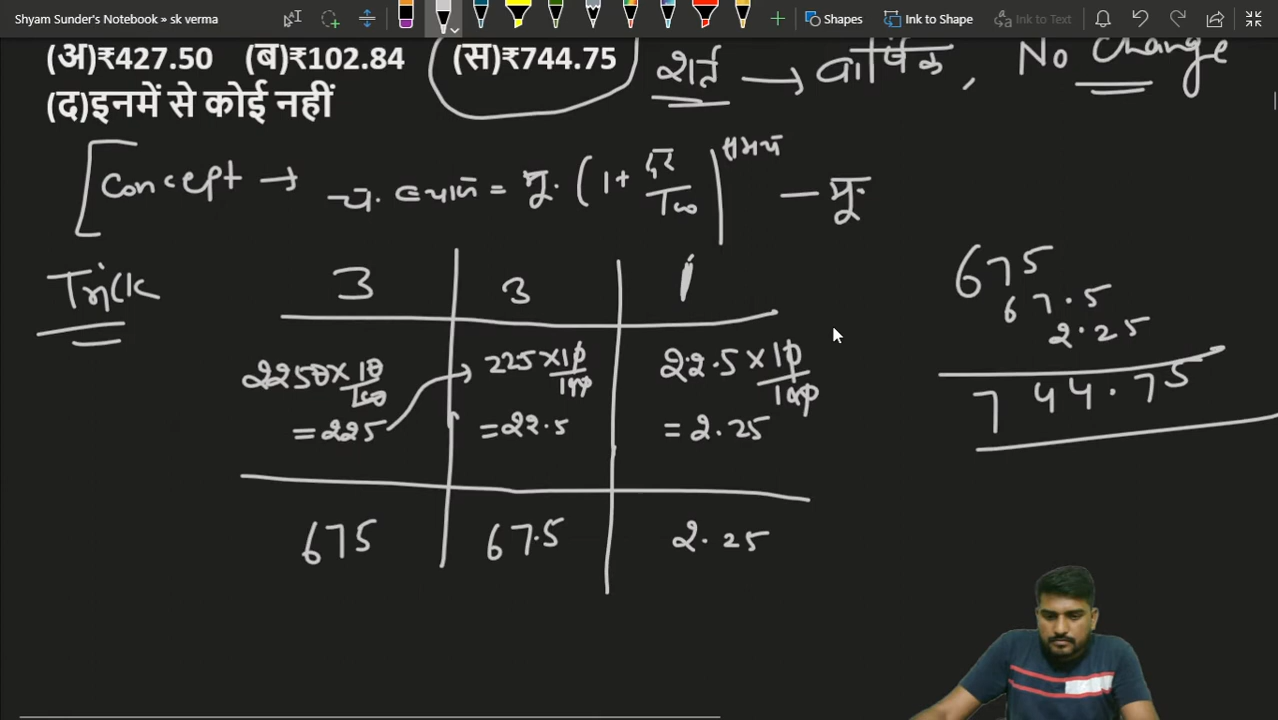 Shyam Sunder's Notebook » sk verma
Shapes Ink to Shape Ink to Text
(अ)₹427.50 (ब)₹102.84 (स)₹744.75 शर्त → वार्षिक, No Change
(द)इनमें से कोई नहीं
Concept → च. ब्याज = मू. (1 + दर/100)समय - मू.
Trick 3 3 1
2250 × 10/100 225 × 10/100 22.5 × 10/100
= 225 = 22.5 = 2.25
675 67.5 2.25
675
67.5
2.25
744.75